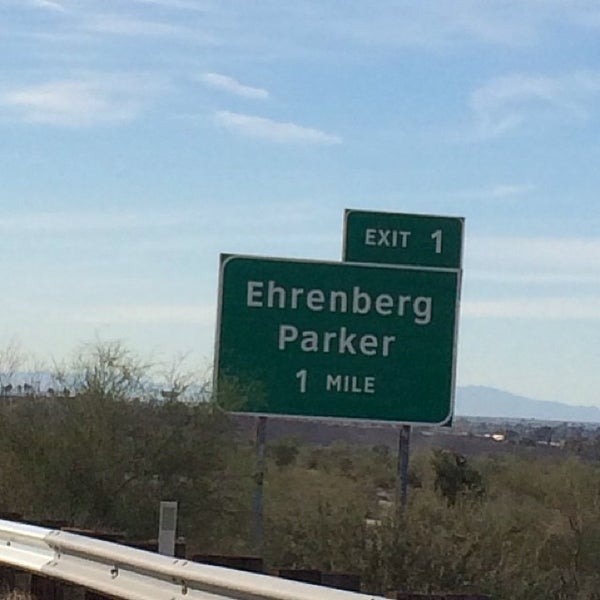 EXIT 1
Ehrenberg
Parker
1 MILE